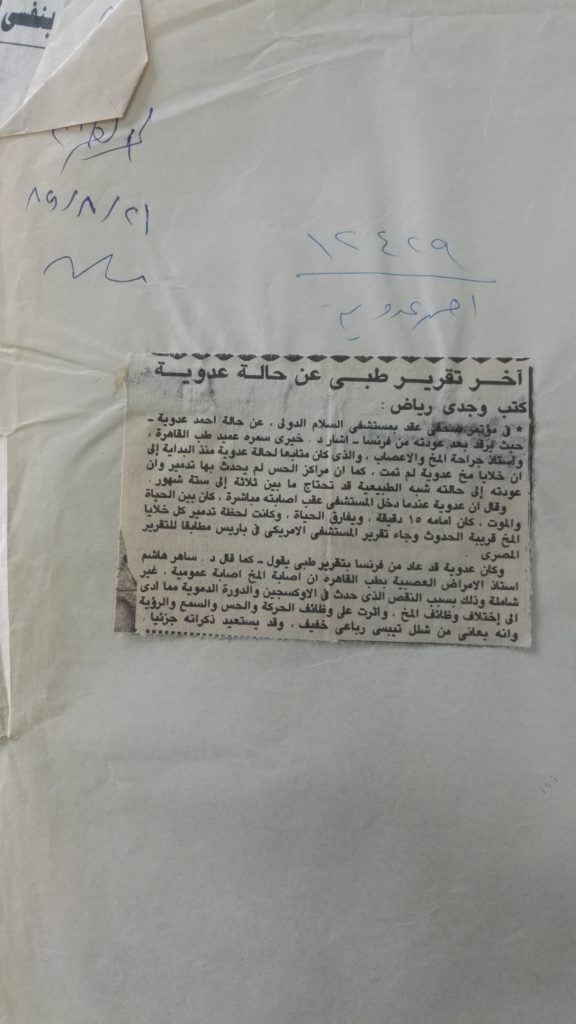 بنفسى
الاهرام
٨٩/٨/٢١
١٢٤٢٩
احمد عدوية
آخر تقرير طبى عن حالة عدوية
كتب وجدى رياض :
★ فى مؤتمر صحفى عقد بمستشفى السلام الدولى ، عن حالة احمد عدوية ـ
حيث يرقد بعد عودته من فرنسا ـ اشار د . خيرى سمره عميد طب القاهرة ،
وأستاذ جراحة المخ والاعصاب ، والذى كان متابعا لحالة عدوية منذ البداية إلى
ان خلايا مخ عدوية لم تمت ، كما ان مراكز الحس لم يحدث بها تدمير وان
عودته إلى حالته شبه الطبيعية قد تحتاج ما بين ثلاثة إلى ستة شهور .
وقال ان عدوية عندما دخل المستشفى عقب اصابته مباشرة ، كان بين الحياة
والموت ، كان أمامه ١٥ دقيقة ، ويفارق الحياة ، وكانت لحظة تدمير كل خلايا
المخ قريبة الحدوث وجاء تقرير المستشفى الامريكى فى باريس مطابقا للتقرير
المصرى .
وكان عدوية قد عاد من فرنسا بتقرير طبى يقول ـ كما قال د . ساهر هاشم
استاذ الامراض العصبية بطب القاهرة ان اصابة المخ اصابة عمومية ، غير
شاملة وذلك بسبب النقص الذى حدث فى الاوكسجين والدورة الدموية مما ادى
الى إختلاف وظائف المخ ، واثرت على وظائف الحركة والحس والسمع والرؤية
وانه يعانى من شلل تيبسى رباعى خفيف ، وقد يستعيد ذكراته جزئيا .